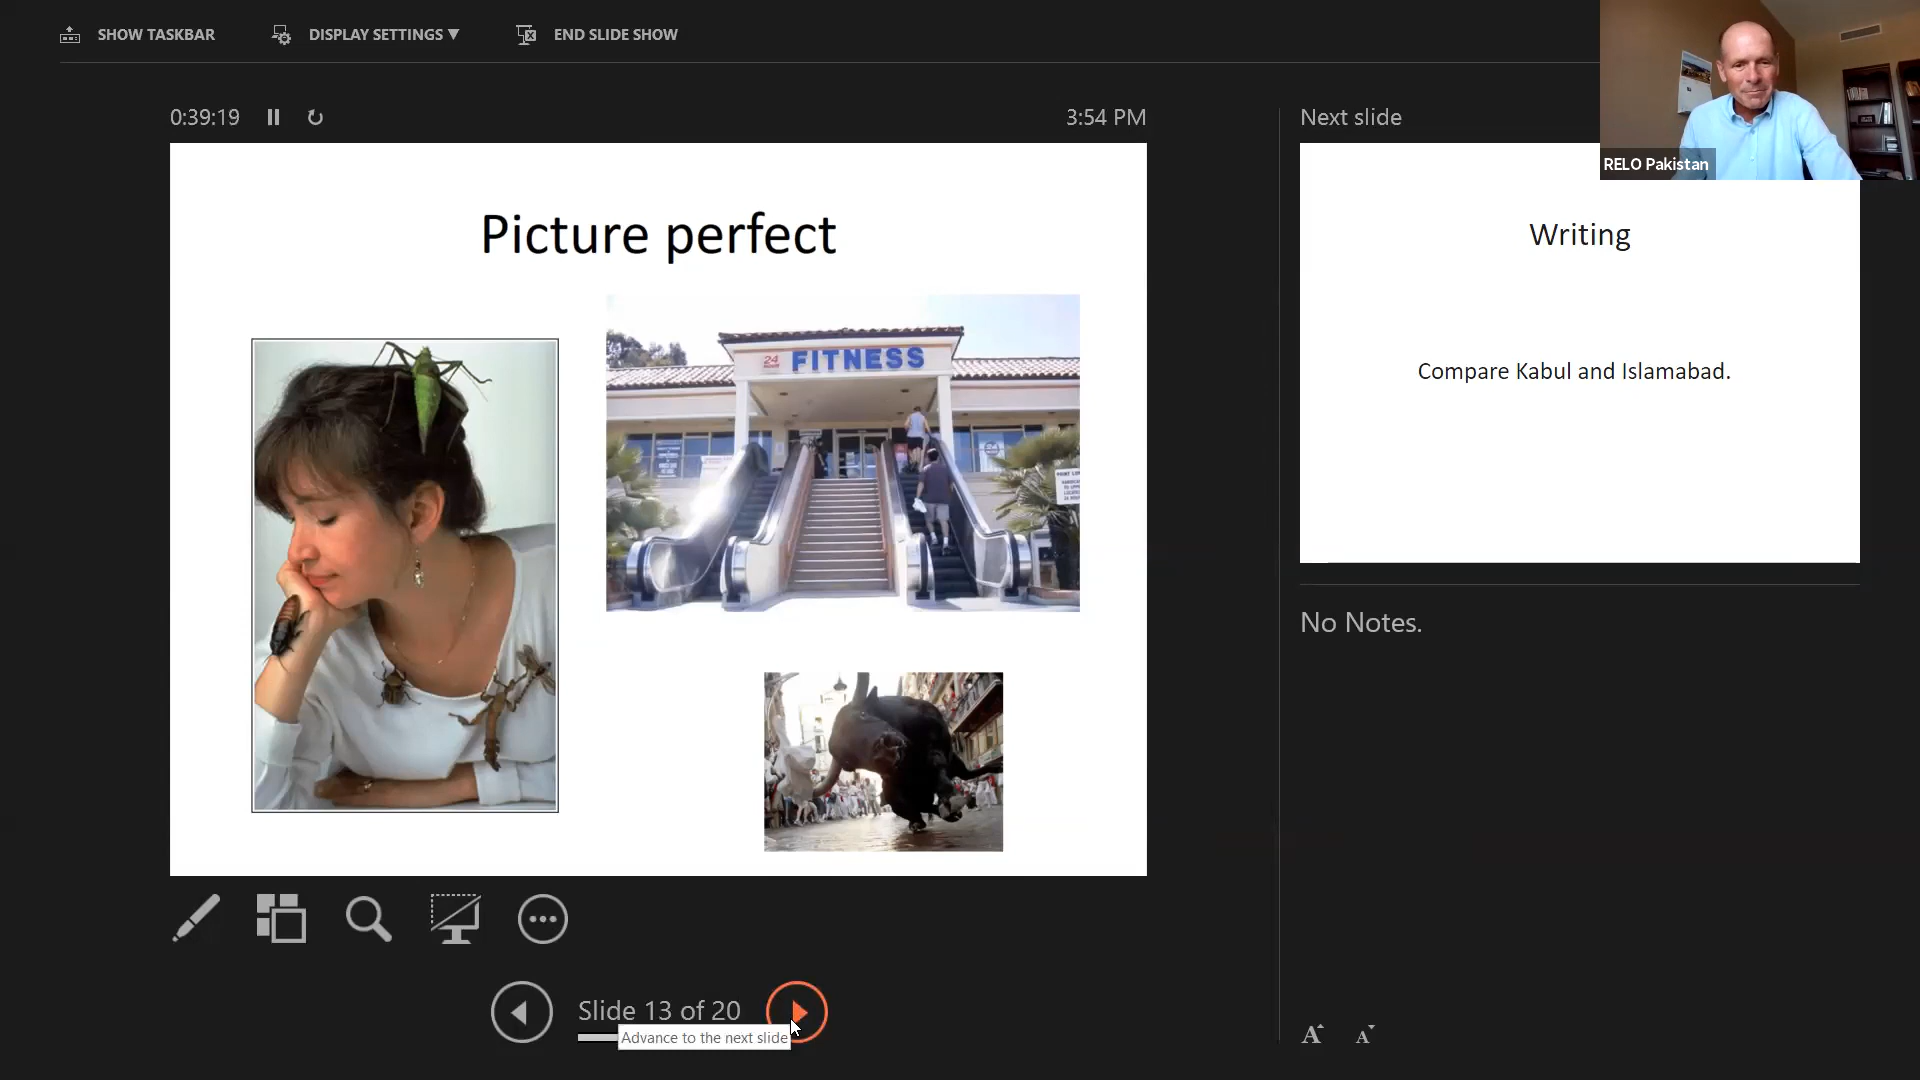 SHOW TASKBAR
DISPLAY SETTINGS ▼
END SLIDE SHOW
0:39:19
3:54 PM
Next slide
RELO Pakistan
Picture perfect
24
FITNESS
Writing
Compare Kabul and Islamabad.
No Notes.
Slide 13 of 20
Advance to the next slide